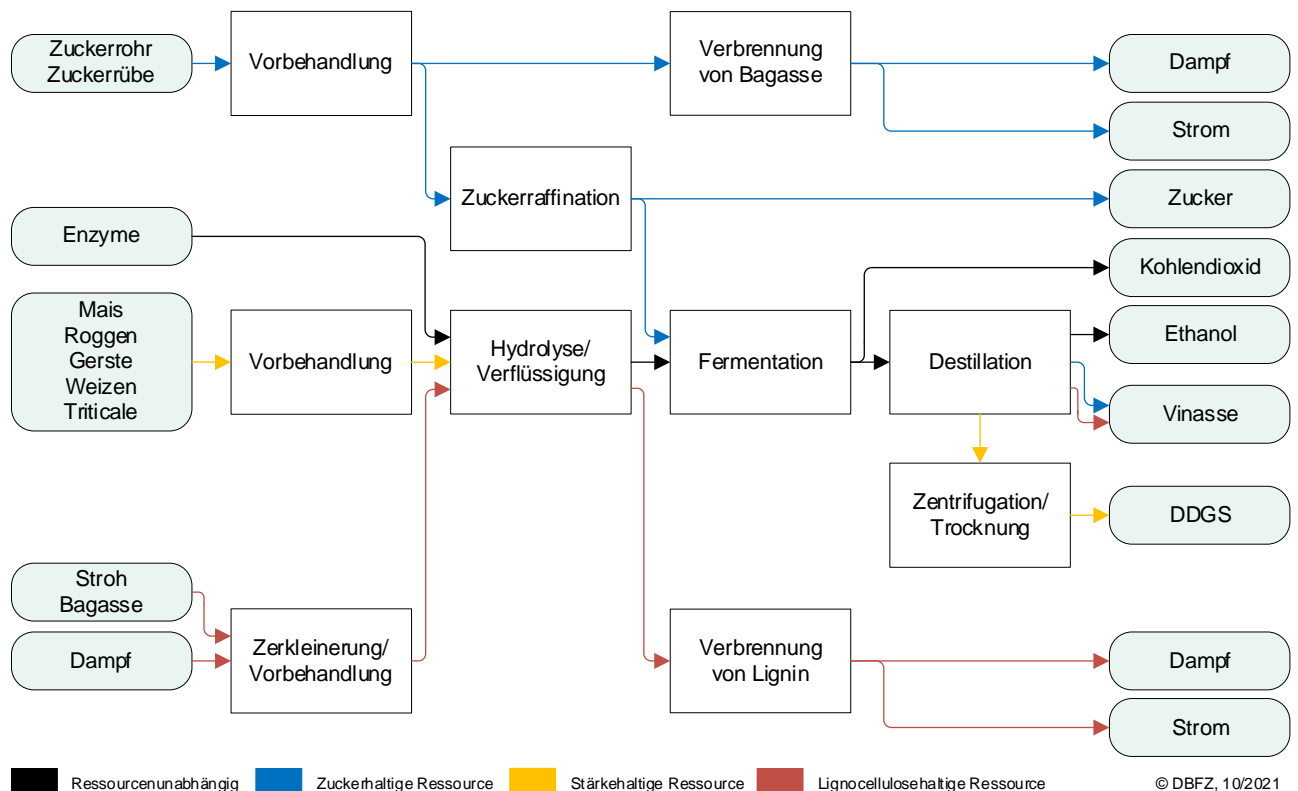 Zuckerrohr
Zuckerrübe
Vorbehandlung
Verbrennung
von Bagasse
Dampf
Strom
Zuckerraffination
Zucker
Enzyme
Kohlendioxid
Mais
Roggen
Gerste
Weizen
Triticale
Vorbehandlung
Hydrolyse/
Verflüssigung
Fermentation
Destillation
Ethanol
Vinasse
Zentrifugation/
Trocknung
DDGS
Stroh
Bagasse
Dampf
Zerkleinerung/
Vorbehandlung
Verbrennung
von Lignin
Dampf
Strom
Ressourcenunabhängig
Zuckerhaltige Ressource
Stärkehaltige Ressource
Lignocellulosehaltige Ressource
© DBFZ, 10/2021